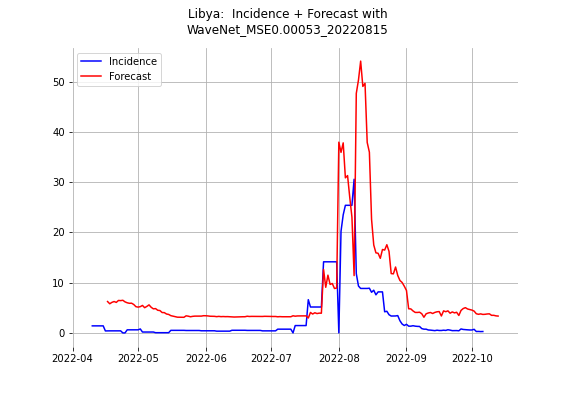 Libya:  Incidence + Forecast with
WaveNet_MSE0.00053_20220815
Incidence
Forecast
50
40
30
20
10
0
2022-04 2022-05 2022-06 2022-07 2022-08 2022-09 2022-10